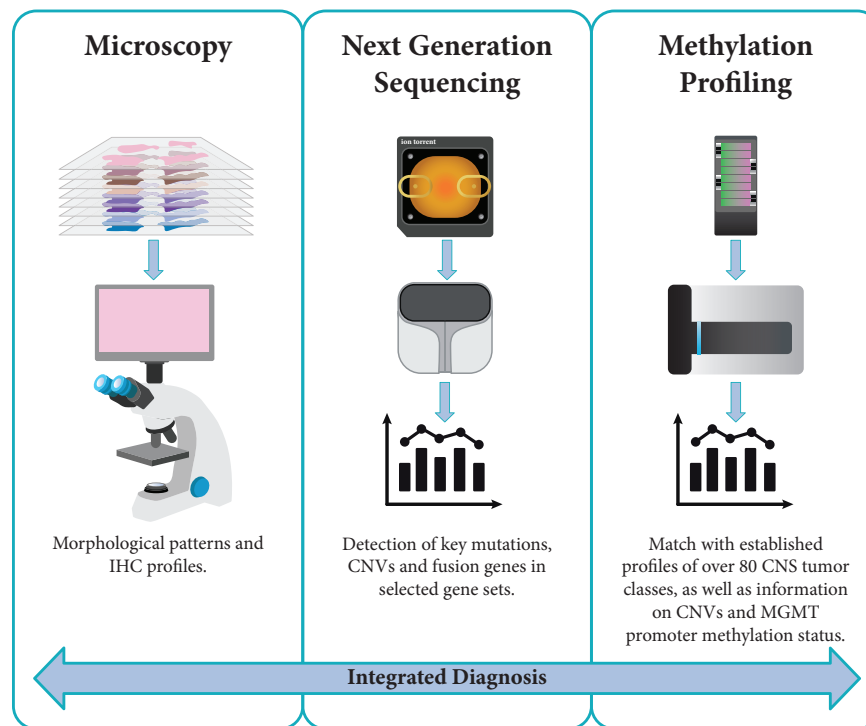 Microscopy
Next Generation
Sequencing
Methylation
Profiling
ion torrent
Morphological patterns and
IHC profiles.
Detection of key mutations,
CNVs and fusion genes in
selected gene sets.
Match with established
profiles of over 80 CNS tumor
classes, as well as information
on CNVs and MGMT
promoter methylation status.
Integrated Diagnosis